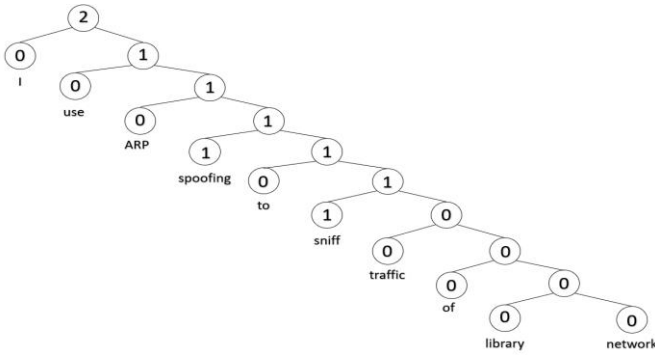 2
0 1
I
0 1
use
0 1
ARP
1 1
spoofing
0 1
to
1 0
sniff
0 0
traffic
0 0
of
0 0
library network